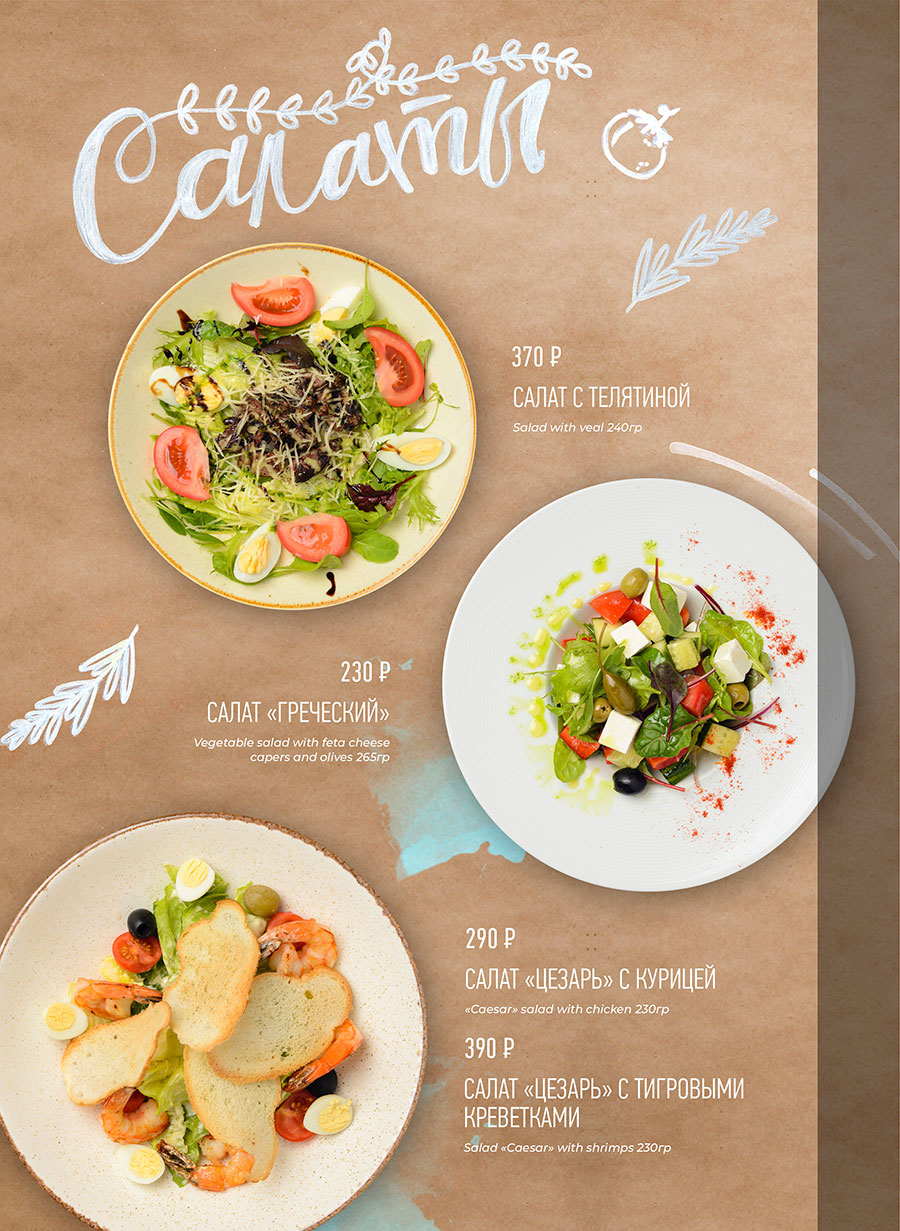 Салаты
370 ₽
САЛАТ С ТЕЛЯТИНОЙ
Salad with veal 240гр
230 ₽
САЛАТ «ГРЕЧЕСКИЙ»
Vegetable salad with feta cheese
capers and olives 265гр
290 ₽
САЛАТ «ЦЕЗАРЬ» С КУРИЦЕЙ
«Caesar» salad with chicken 230гр
390 ₽
САЛАТ «ЦЕЗАРЬ» С ТИГРОВЫМИ
КРЕВЕТКАМИ
Salad «Caesar» with shrimps 230гр